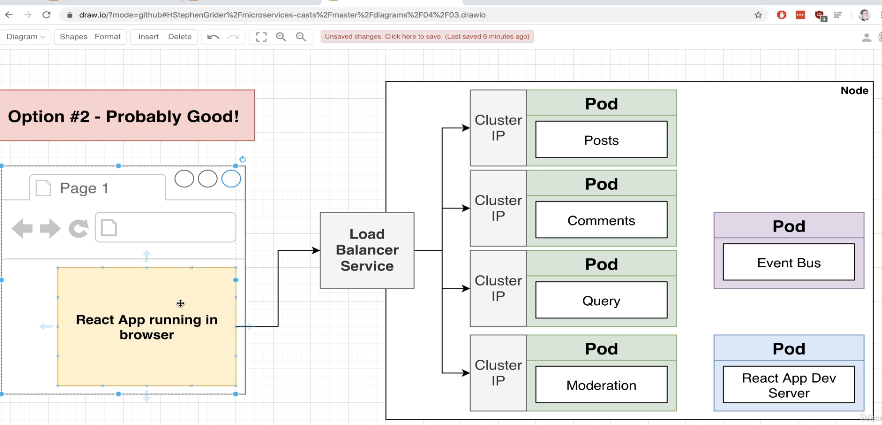 draw.io/?mode=github#HStephenGrider%2Fmicroservices-casts%2Fmaster%2Fdiagrams%2F04%2F03.drawio
Diagram
Shapes
Format
Insert
Delete
Unsaved changes. Click here to save. (Last saved 6 minutes ago)
Option #2 - Probably Good!
Page 1
React App running in
browser
Load
Balancer
Service
Node
Cluster
IP
Pod
Posts
Cluster
IP
Pod
Comments
Cluster
IP
Pod
Query
Cluster
IP
Pod
Moderation
Pod
Event Bus
Pod
React App Dev
Server